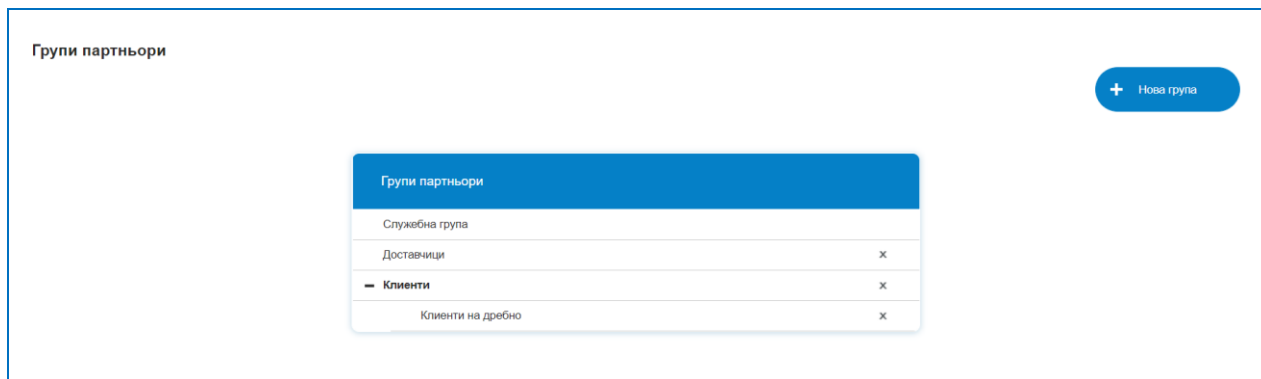 Групи партньори
+ Нова група
Групи партньори
Служебна група
Доставчици x
– Клиенти x
Клиенти на дребно x